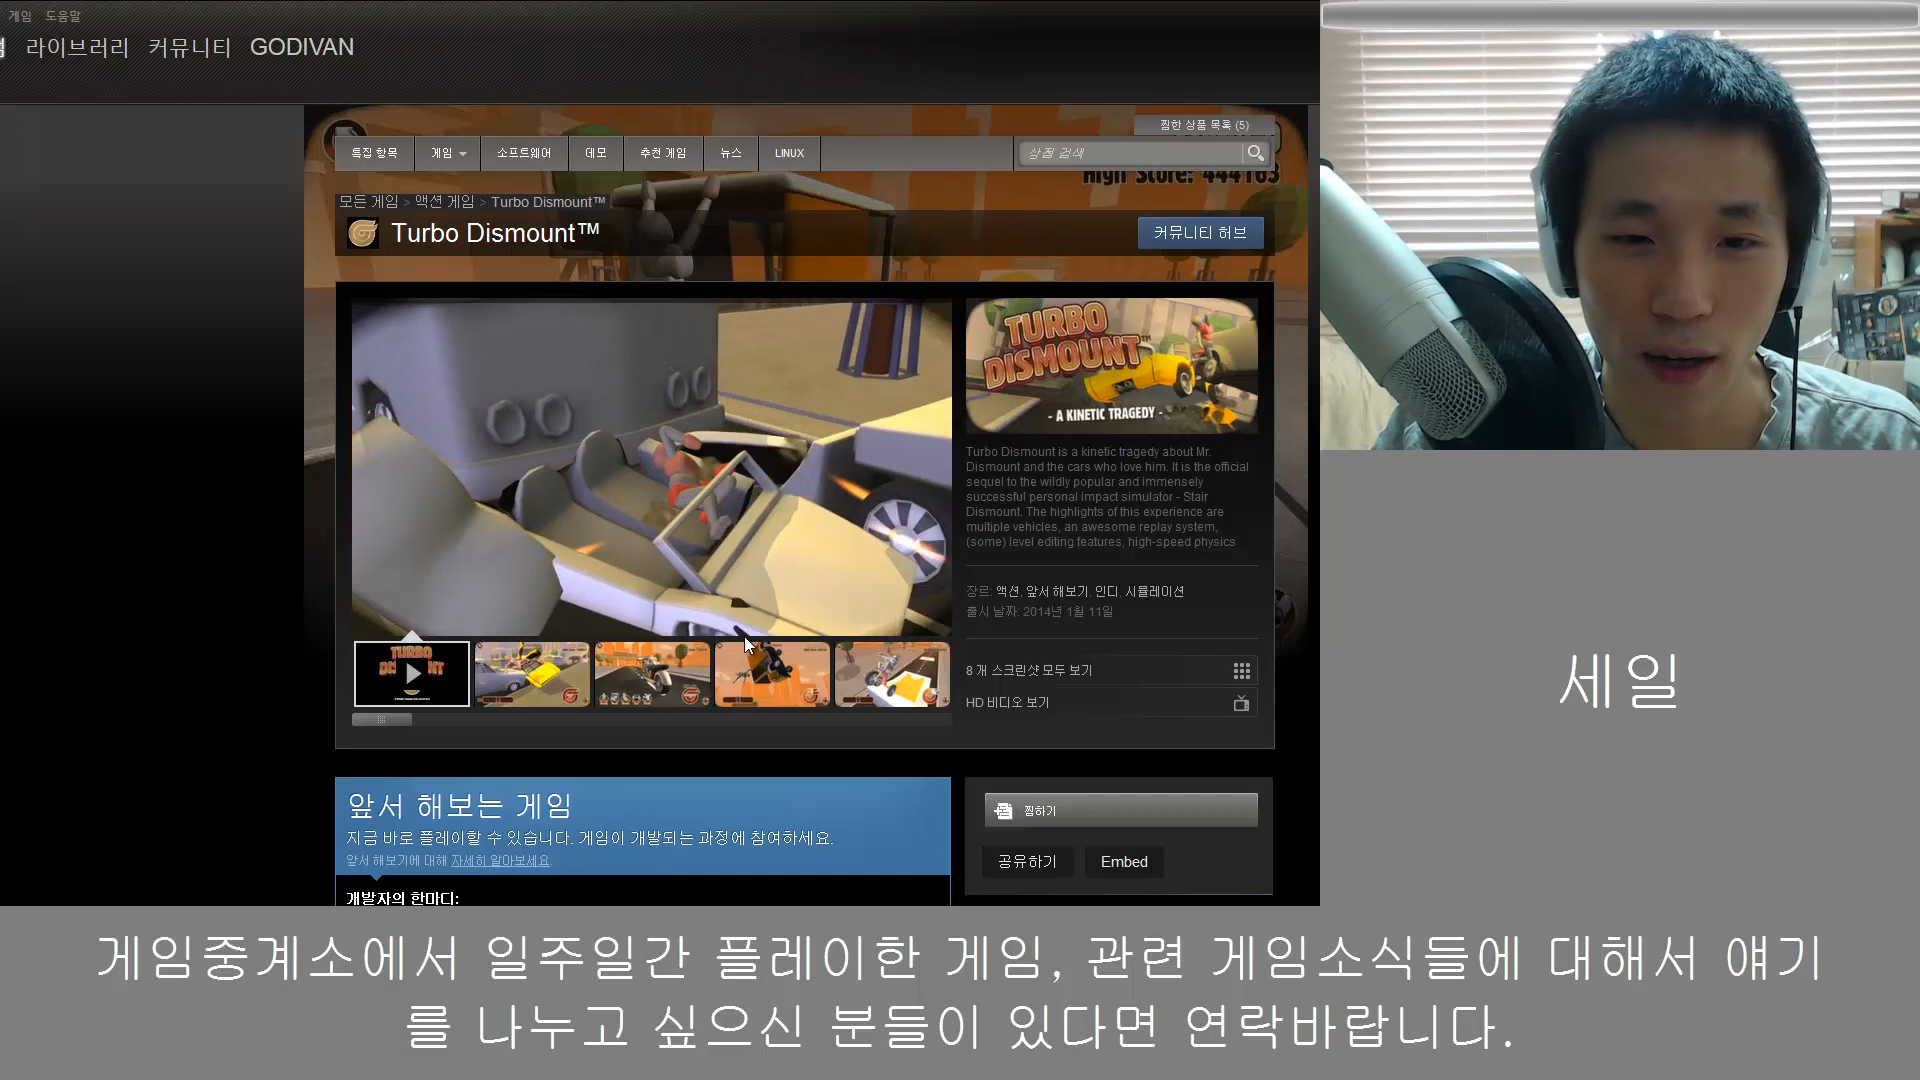 게임 도움말
라이브러리 커뮤니티 GODIVAN
찜한 상품 목록 (5)
특집 항목 게임 소프트웨어 데모 추천 게임 뉴스 LINUX 상점 검색
High Score: 444163
모든 게임 > 액션 게임 > Turbo Dismount™
Turbo Dismount™ 커뮤니티 허브
TURBO
DISMOUNT™
- A KINETIC TRAGEDY -
Turbo Dismount is a kinetic tragedy about Mr.
Dismount and the cars who love him. It is the official
sequel to the wildly popular and immensely
successful personal impact simulator - Stair
Dismount. The highlights of this experience are
multiple vehicles, an awesome replay system,
(some) level editing features, high-speed physics
장르: 액션, 앞서 해보기, 인디, 시뮬레이션
출시 날짜: 2014년 1월 11일
8 개 스크린샷 모두 보기
HD 비디오 보기
세일
앞서 해보는 게임
지금 바로 플레이할 수 있습니다. 게임이 개발되는 과정에 참여하세요.
앞서 해보기에 대해 자세히 알아보세요.
개발자의 한마디:
찜하기
공유하기 Embed
게임중계소에서 일주일간 플레이한 게임, 관련 게임소식들에 대해서 얘기
를 나누고 싶으신 분들이 있다면 연락바랍니다.